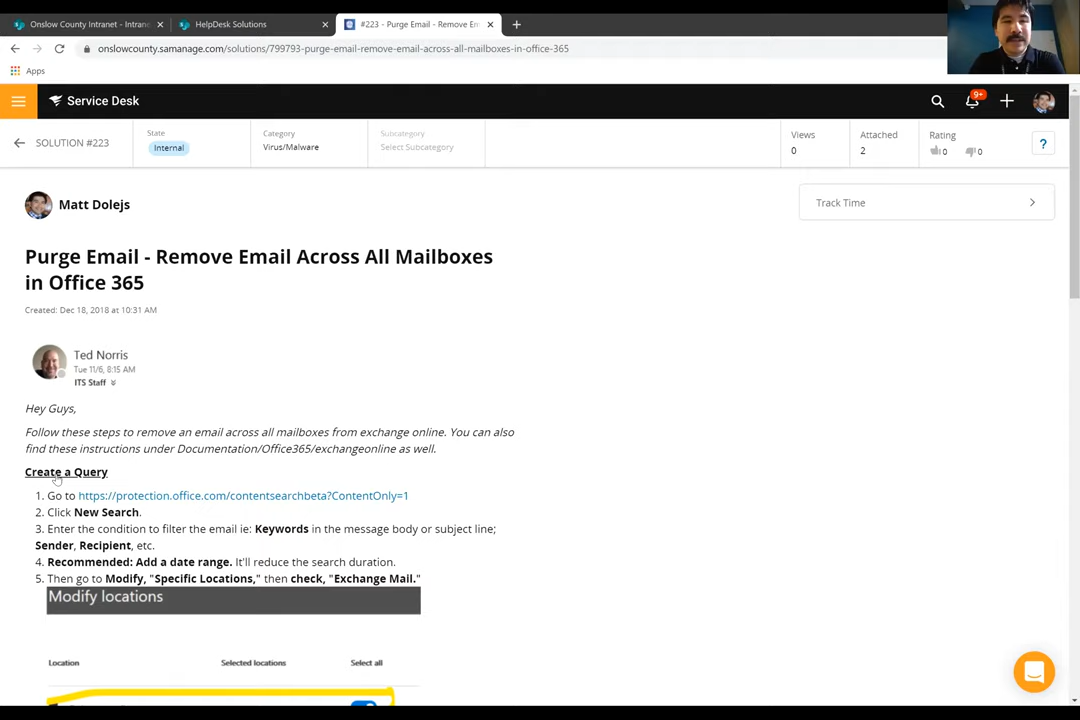 Onslow County Intranet - Intrane
HelpDesk Solutions
#223 - Purge Email - Remove Em
onslowcounty.samanage.com/solutions/799793-purge-email-remove-email-across-all-mailboxes-in-office-365
Apps
Service Desk
9+
SOLUTION #223
State
Internal
Category
Virus/Malware
Subcategory
Select Subcategory
Views
0
Attached
2
Rating
0 0
?
Matt Dolejs
Track Time
Purge Email - Remove Email Across All Mailboxes
in Office 365
Created: Dec 18, 2018 at 10:31 AM
Ted Norris
Tue 11/6, 8:15 AM
ITS Staff
Hey Guys,
Follow these steps to remove an email across all mailboxes from exchange online. You can also
find these instructions under Documentation/Office365/exchangeonline as well.
Create a Query
1. Go to https://protection.office.com/contentsearchbeta?ContentOnly=1
2. Click New Search.
3. Enter the condition to filter the email ie: Keywords in the message body or subject line;
Sender, Recipient, etc.
4. Recommended: Add a date range. It'll reduce the search duration.
5. Then go to Modify, "Specific Locations," then check, "Exchange Mail."
Modify locations
Location Selected locations Select all